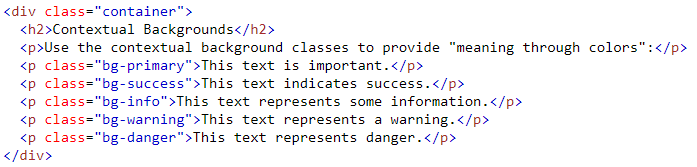 <div class="container">
  <h2>Contextual Backgrounds</h2>
  <p>Use the contextual background classes to provide "meaning through colors":</p>
  <p class="bg-primary">This text is important.</p>
  <p class="bg-success">This text indicates success.</p>
  <p class="bg-info">This text represents some information.</p>
  <p class="bg-warning">This text represents a warning.</p>
  <p class="bg-danger">This text represents danger.</p>
</div>